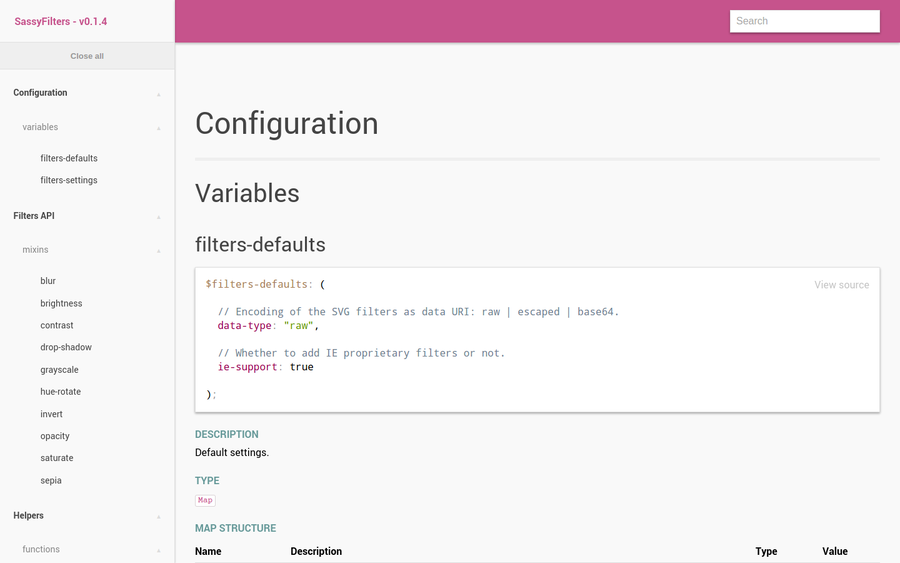 SassyFilters - v0.1.4
Search
Close all
Configuration
variables
filters-defaults
filters-settings
Filters API
mixins
blur
brightness
contrast
drop-shadow
grayscale
hue-rotate
invert
opacity
saturate
sepia
Helpers
functions
Configuration
Variables
filters-defaults
View source
$filters-defaults: (
// Encoding of the SVG filters as data URI: raw | escaped | base64.
data-type: "raw",
// Whether to add IE proprietary filters or not.
ie-support: true
);
DESCRIPTION
Default settings.
TYPE
Map
MAP STRUCTURE
Name Description Type Value